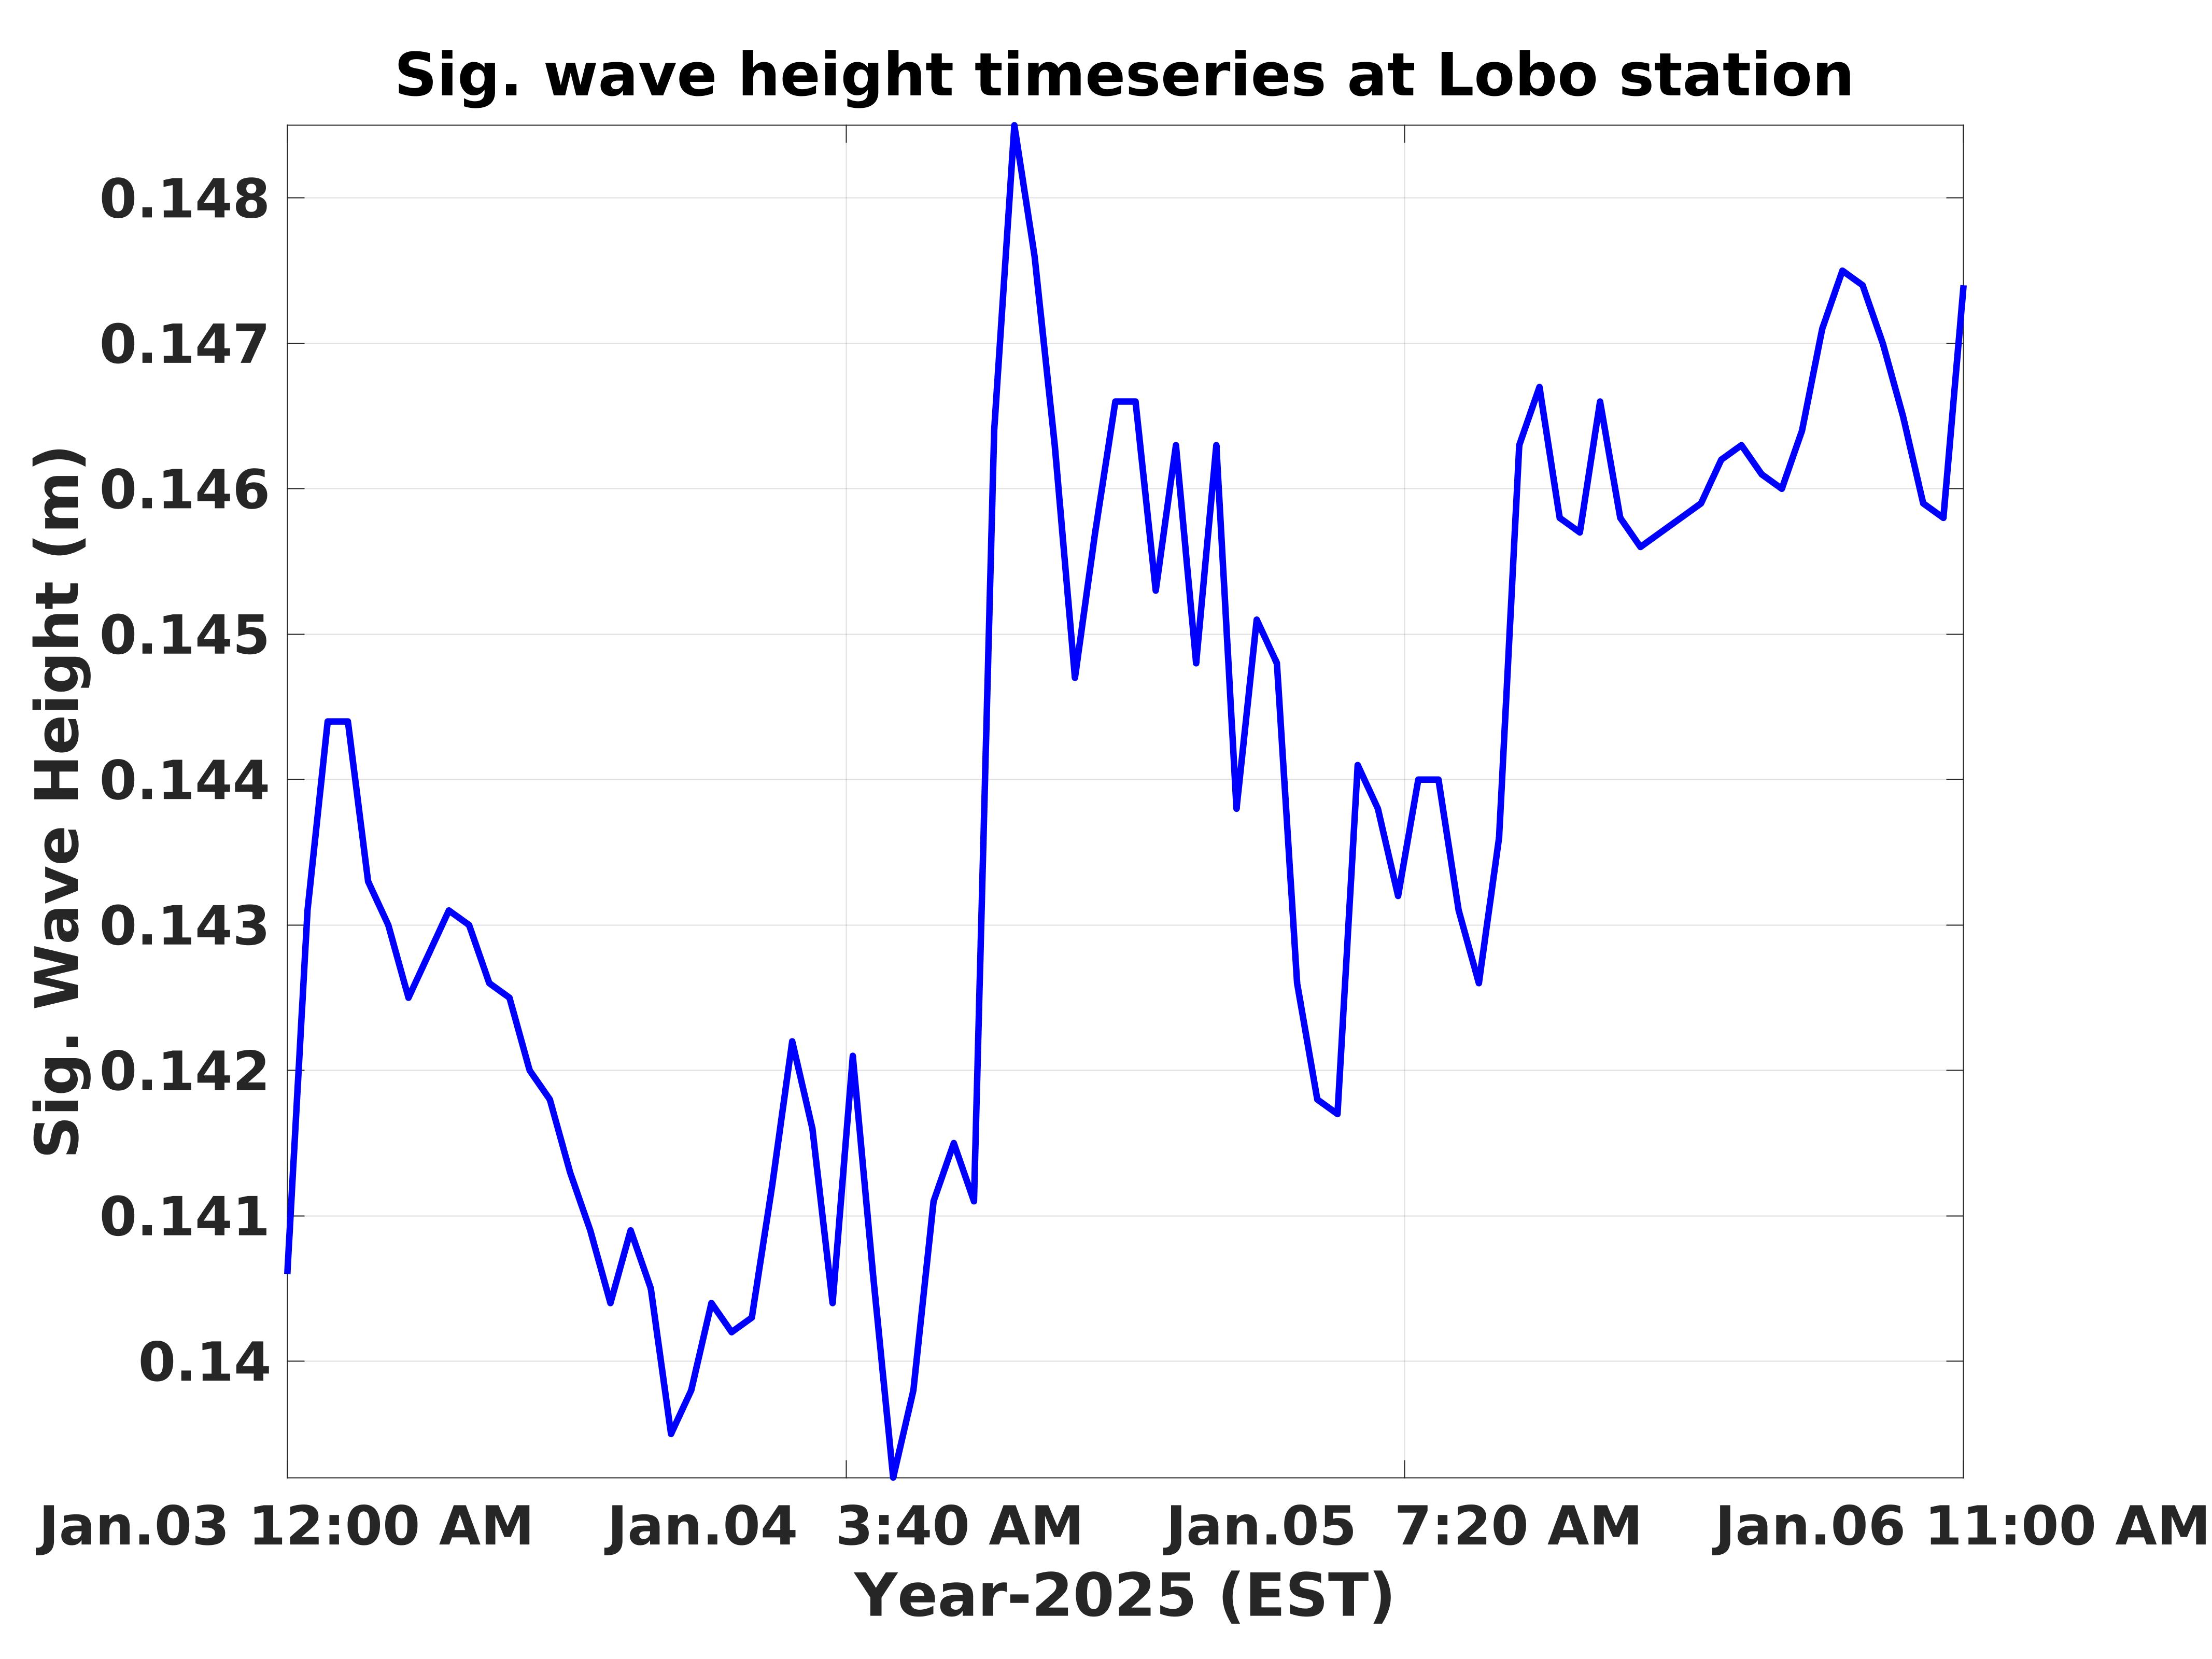 Sig. wave height timeseries at Lobo station
Sig. Wave Height (m)
0.148
0.147
0.146
0.145
0.144
0.143
0.142
0.141
0.14
Jan.03 12:00 AM Jan.04 3:40 AM Jan.05 7:20 AM Jan.06 11:00 AM
Year-2025 (EST)